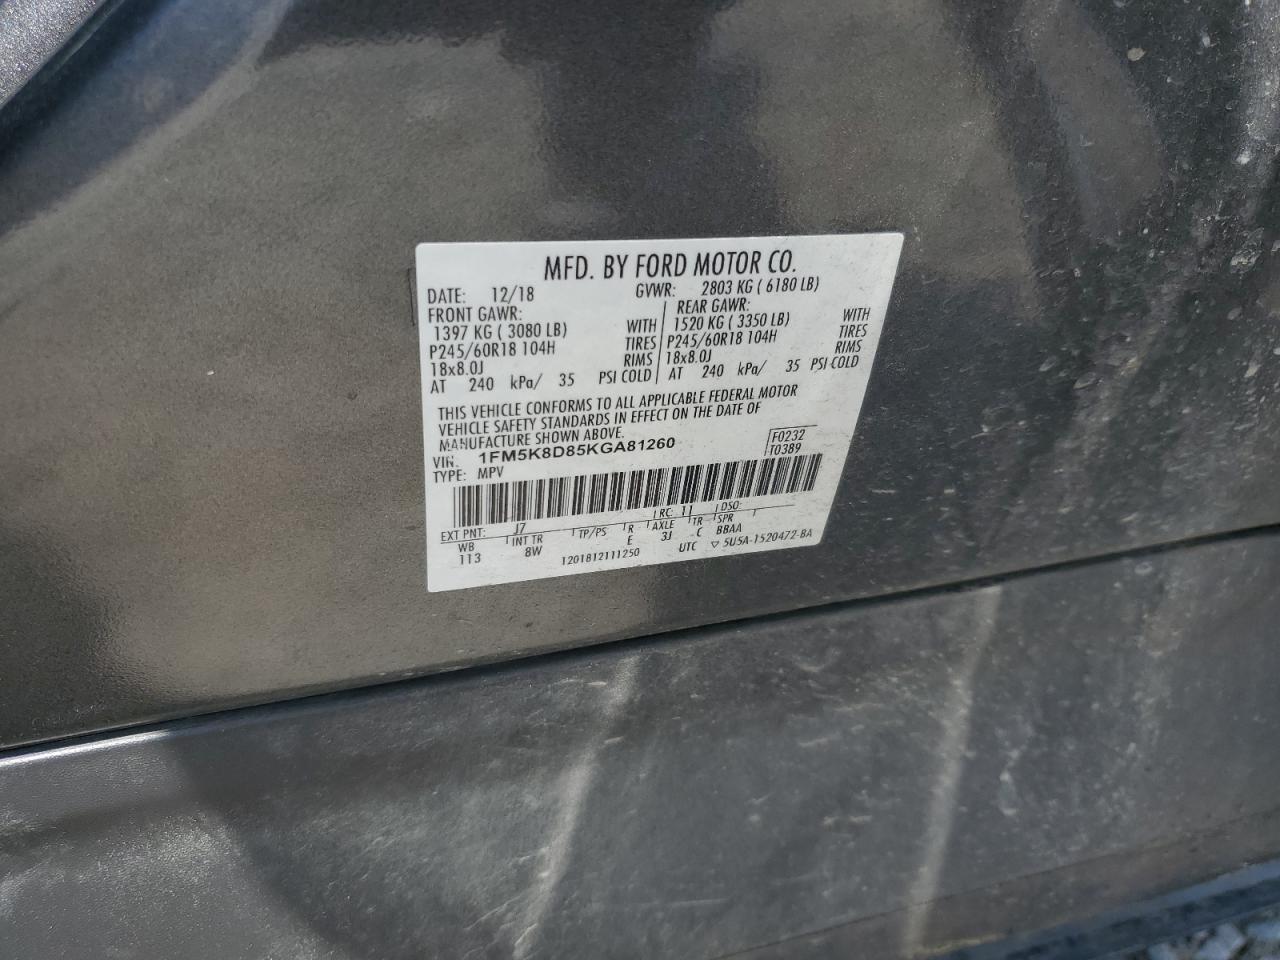 MFD. BY FORD MOTOR CO.
DATE: 12/18 GVWR: 2803 KG ( 6180 LB)
FRONT GAWR: REAR GAWR:
1397 KG ( 3080 LB) WITH 1520 KG ( 3350 LB) WITH
P245/60R18 104H TIRES P245/60R18 104H TIRES
18x8.0J RIMS 18x8.0J RIMS
AT 240 kPa/ 35 PSI COLD AT 240 kPa/ 35 PSI COLD
THIS VEHICLE CONFORMS TO ALL APPLICABLE FEDERAL MOTOR
VEHICLE SAFETY STANDARDS IN EFFECT ON THE DATE OF
MANUFACTURE SHOWN ABOVE.
VIN: 1FM5K8D85KGA81260 F0232
TYPE: MPV T0389
EXT PNT: J7 RC: 11 DSO:
WB INT TR TP/PS R AXLE TR SPR
113 8W E 3J C BBAA
1201812111250 UTC ▽ 5U5A-1520472-BA